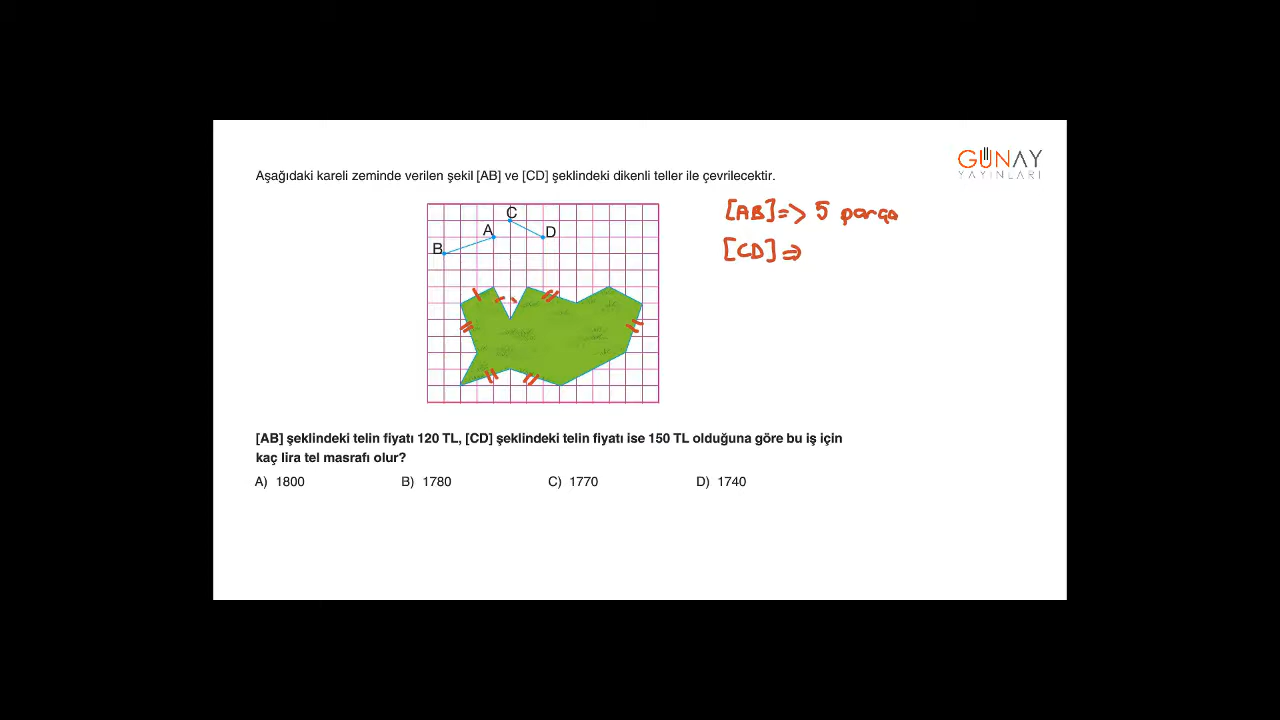 GÜNAY
YAYINLARI
Aşağıdaki kareli zeminde verilen şekil [AB] ve [CD] şeklindeki dikenli teller ile çevrilecektir.
[AB]=> 5 parça
[CD]=>
C
A
D
B
[AB] şeklindeki telin fiyatı 120 TL, [CD] şeklindeki telin fiyatı ise 150 TL olduğuna göre bu iş için
kaç lira tel masrafı olur?
A) 1800 B) 1780 C) 1770 D) 1740